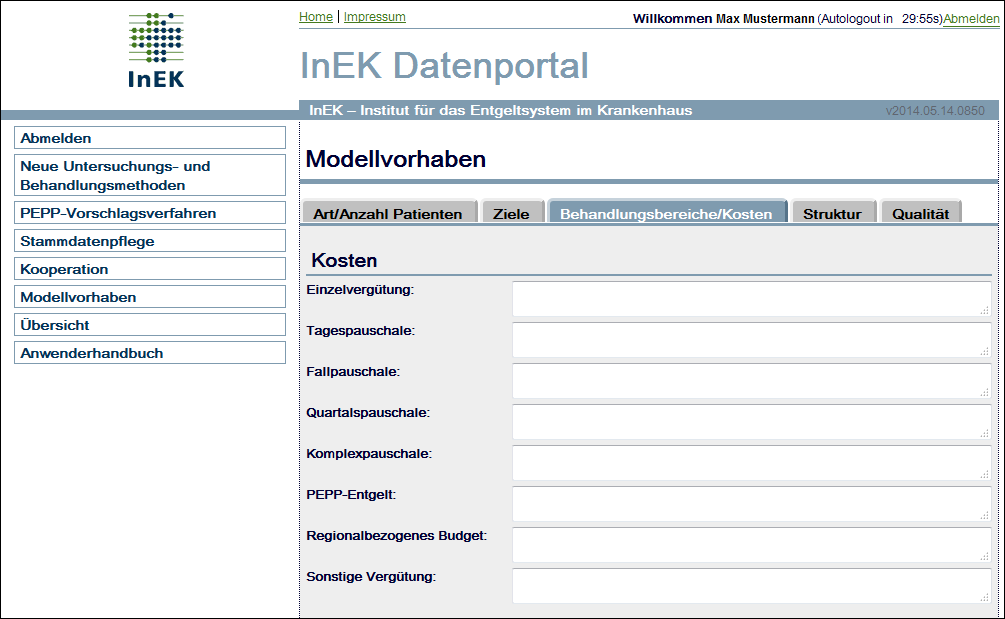 Home | Impressum
Willkommen Max Mustermann (Autologout in 29:55s)Abmelden
InEK
InEK Datenportal
InEK – Institut für das Entgeltsystem im Krankenhaus
v2014.05.14.0850
Abmelden
Neue Untersuchungs- und
Behandlungsmethoden
PEPP-Vorschlagsverfahren
Stammdatenpflege
Kooperation
Modellvorhaben
Übersicht
Anwenderhandbuch
Modellvorhaben
Art/Anzahl Patienten
Ziele
Behandlungsbereiche/Kosten
Struktur
Qualität
Kosten
Einzelvergütung:
Tagespauschale:
Fallpauschale:
Quartalspauschale:
Komplexpauschale:
PEPP-Entgelt:
Regionalbezogenes Budget:
Sonstige Vergütung: